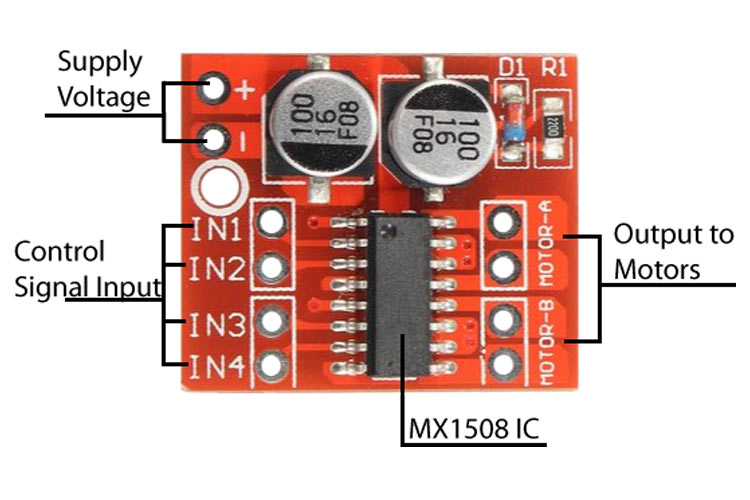 Supply
Voltage
+
-
100
16
F08
100
16
F08
D1
R1
2200
IN1
IN2
IN3
IN4
Control
Signal Input
MOTOR-A
MOTOR-B
Output to
Motors
MX1508 IC